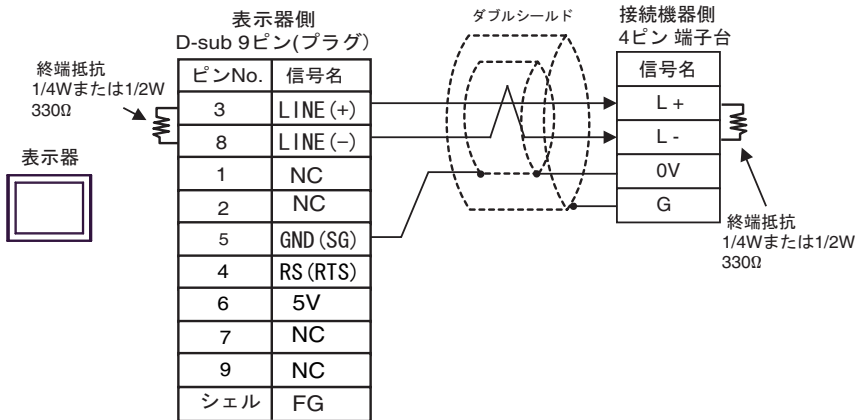 表示器側
D-sub 9ピン(プラグ)
ダブルシールド
接続機器側
4ピン 端子台
終端抵抗
1/4Wまたは1/2W
330Ω
表示器
ピンNo. 信号名
3 LINE(+)
8 LINE(−)
1 NC
2 NC
5 GND(SG)
4 RS(RTS)
6 5V
7 NC
9 NC
シェル FG
信号名
L +
L -
0V
G
終端抵抗
1/4Wまたは1/2W
330Ω